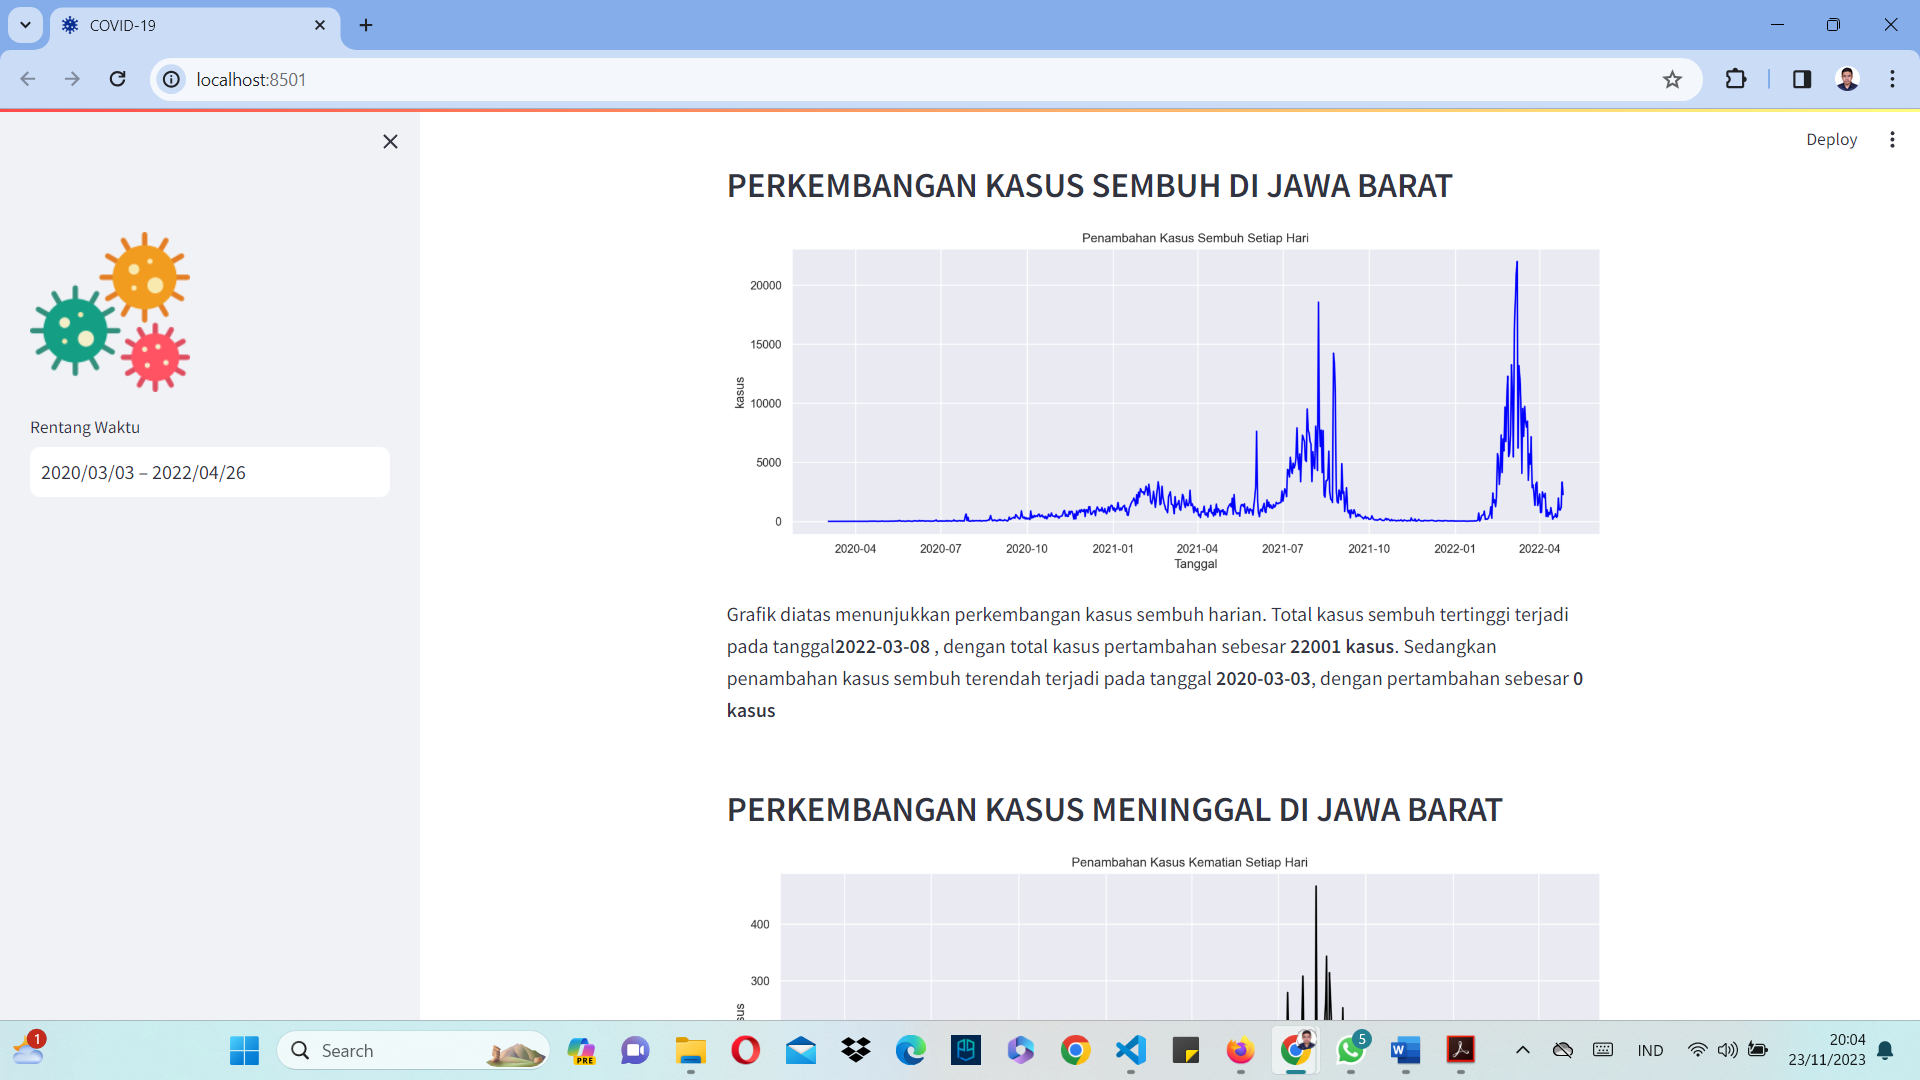 COVID-19
localhost:8501
Deploy
Rentang Waktu
2020/03/03 – 2022/04/26
PERKEMBANGAN KASUS SEMBUH DI JAWA BARAT
Penambahan Kasus Sembuh Setiap Hari
20000
15000
10000
5000
0
kasus
2020-04 2020-07 2020-10 2021-01 2021-04 2021-07 2021-10 2022-01 2022-04
Tanggal
Grafik diatas menunjukkan perkembangan kasus sembuh harian. Total kasus sembuh tertinggi terjadi
pada tanggal2022-03-08 , dengan total kasus pertambahan sebesar 22001 kasus. Sedangkan
penambahan kasus sembuh terendah terjadi pada tanggal 2020-03-03, dengan pertambahan sebesar 0
kasus
PERKEMBANGAN KASUS MENINGGAL DI JAWA BARAT
Penambahan Kasus Kematian Setiap Hari
400
300
1
Search
PRE
5
IND
20:04
23/11/2023